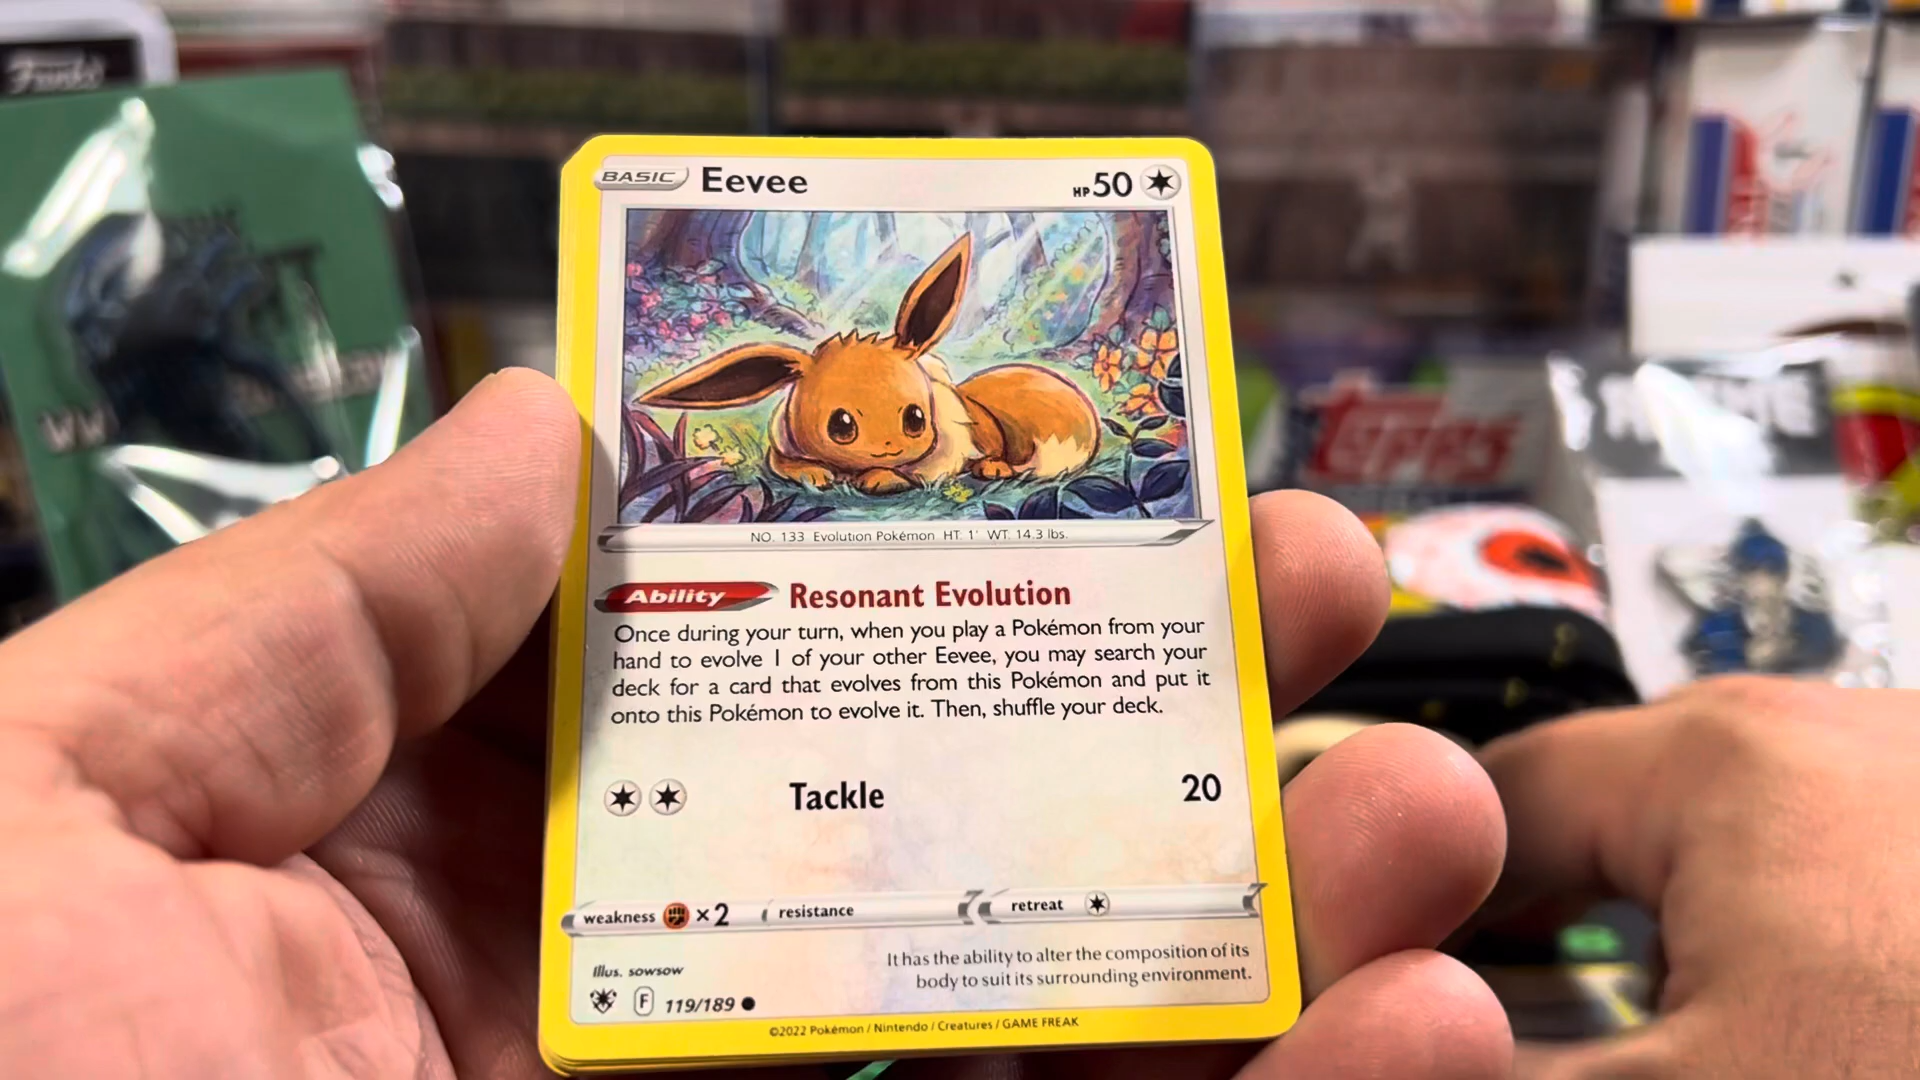 Funko
BASIC Eevee HP 50
NO. 133 Evolution Pokémon HT: 1' WT: 14.3 lbs.
Ability Resonant Evolution
Once during your turn, when you play a Pokémon from your
hand to evolve 1 of your other Eevee, you may search your
deck for a card that evolves from this Pokémon and put it
onto this Pokémon to evolve it. Then, shuffle your deck.
Tackle 20
weakness ×2 resistance retreat
It has the ability to alter the composition of its
body to suit its surrounding environment.
Illus. sowsow
F 119/189
©2022 Pokémon / Nintendo / Creatures / GAME FREAK
TOPPS